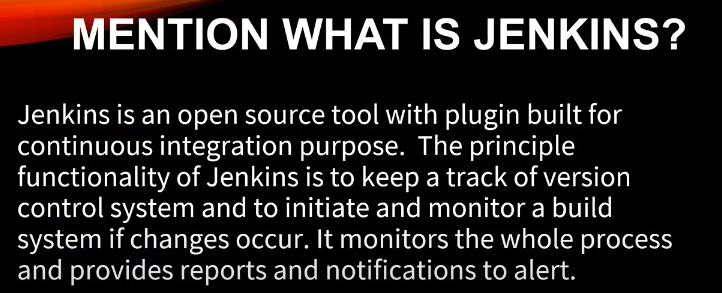 MENTION WHAT IS JENKINS?
Jenkins is an open source tool with plugin built for
continuous integration purpose.  The principle
functionality of Jenkins is to keep a track of version
control system and to initiate and monitor a build
system if changes occur. It monitors the whole process
and provides reports and notifications to alert.